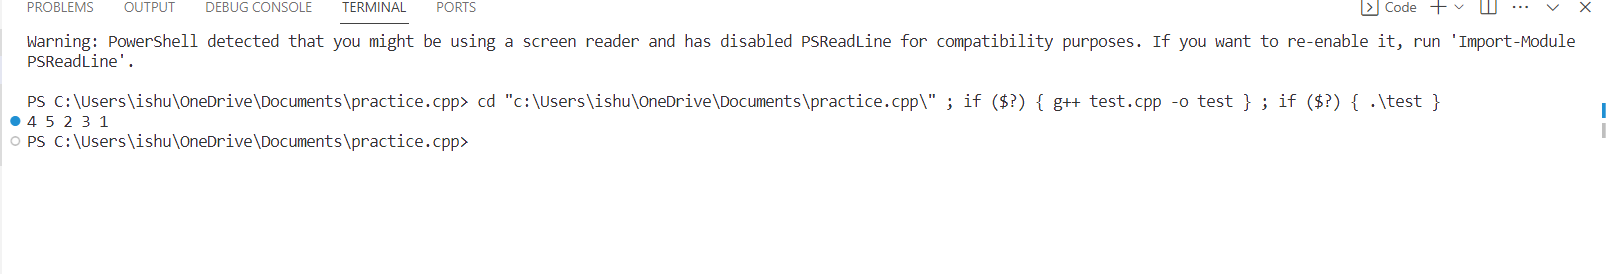 PROBLEMS OUTPUT DEBUG CONSOLE TERMINAL PORTS Code
Warning: PowerShell detected that you might be using a screen reader and has disabled PSReadLine for compatibility purposes. If you want to re-enable it, run 'Import-Module
PSReadLine'.
PS C:\Users\ishu\OneDrive\Documents\practice.cpp> cd "c:\Users\ishu\OneDrive\Documents\practice.cpp\" ; if ($?) { g++ test.cpp -o test } ; if ($?) { .\test }
4 5 2 3 1
PS C:\Users\ishu\OneDrive\Documents\practice.cpp>